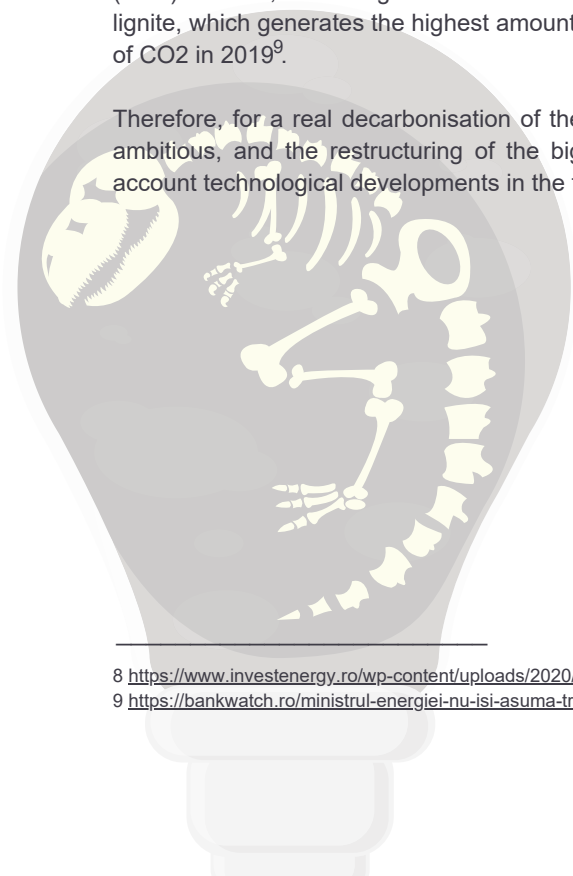 lignite, which generates the highest amount
of CO2 in 2019⁹.
Therefore, for a real decarbonisation of the
ambitious, and the restructuring of the big
account technological developments in the
8 https://www.investenergy.ro/wp-content/uploads/2020/
9 https://bankwatch.ro/ministrul-energiei-nu-isi-asuma-tr